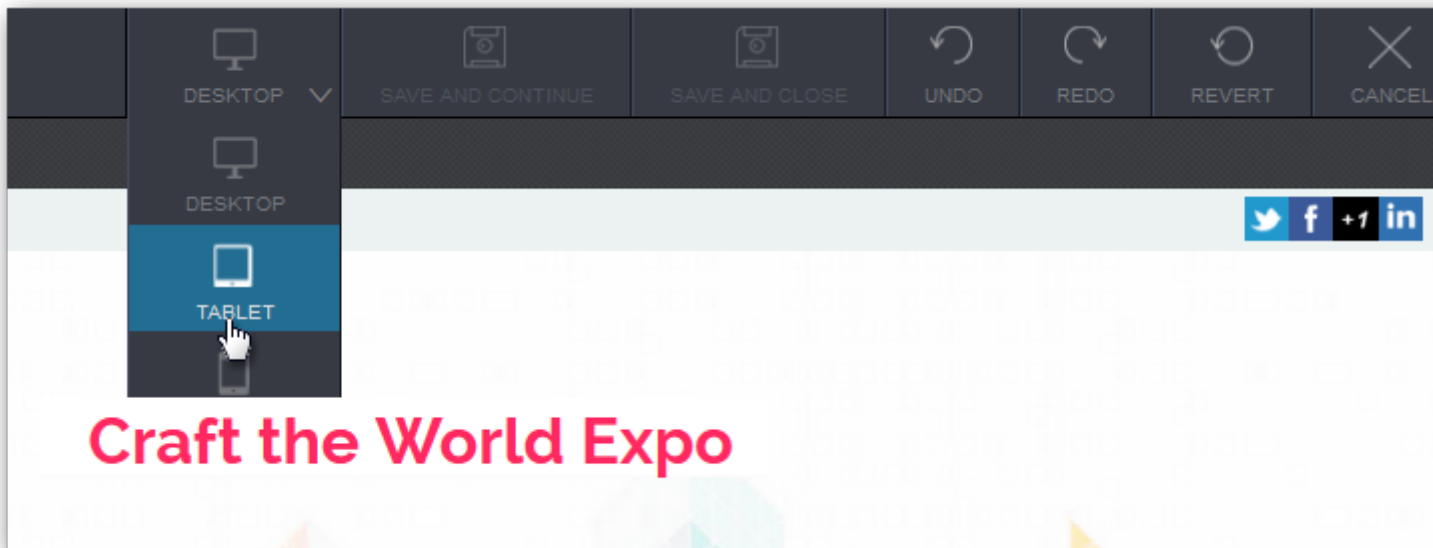 DESKTOP SAVE AND CONTINUE SAVE AND CLOSE UNDO REDO REVERT CANCEL
DESKTOP
f +1 in
TABLET
Craft the World Expo